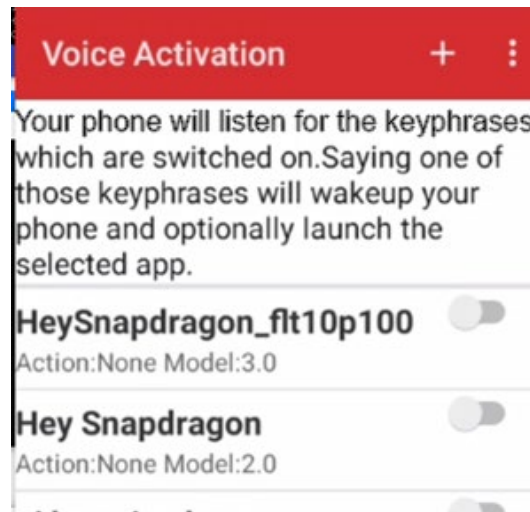 Voice Activation
Your phone will listen for the keyphrases
which are switched on.Saying one of
those keyphrases will wakeup your
phone and optionally launch the
selected app.
HeySnapdragon_flt10p100
Action:None Model:3.0
Hey Snapdragon
Action:None Model:2.0